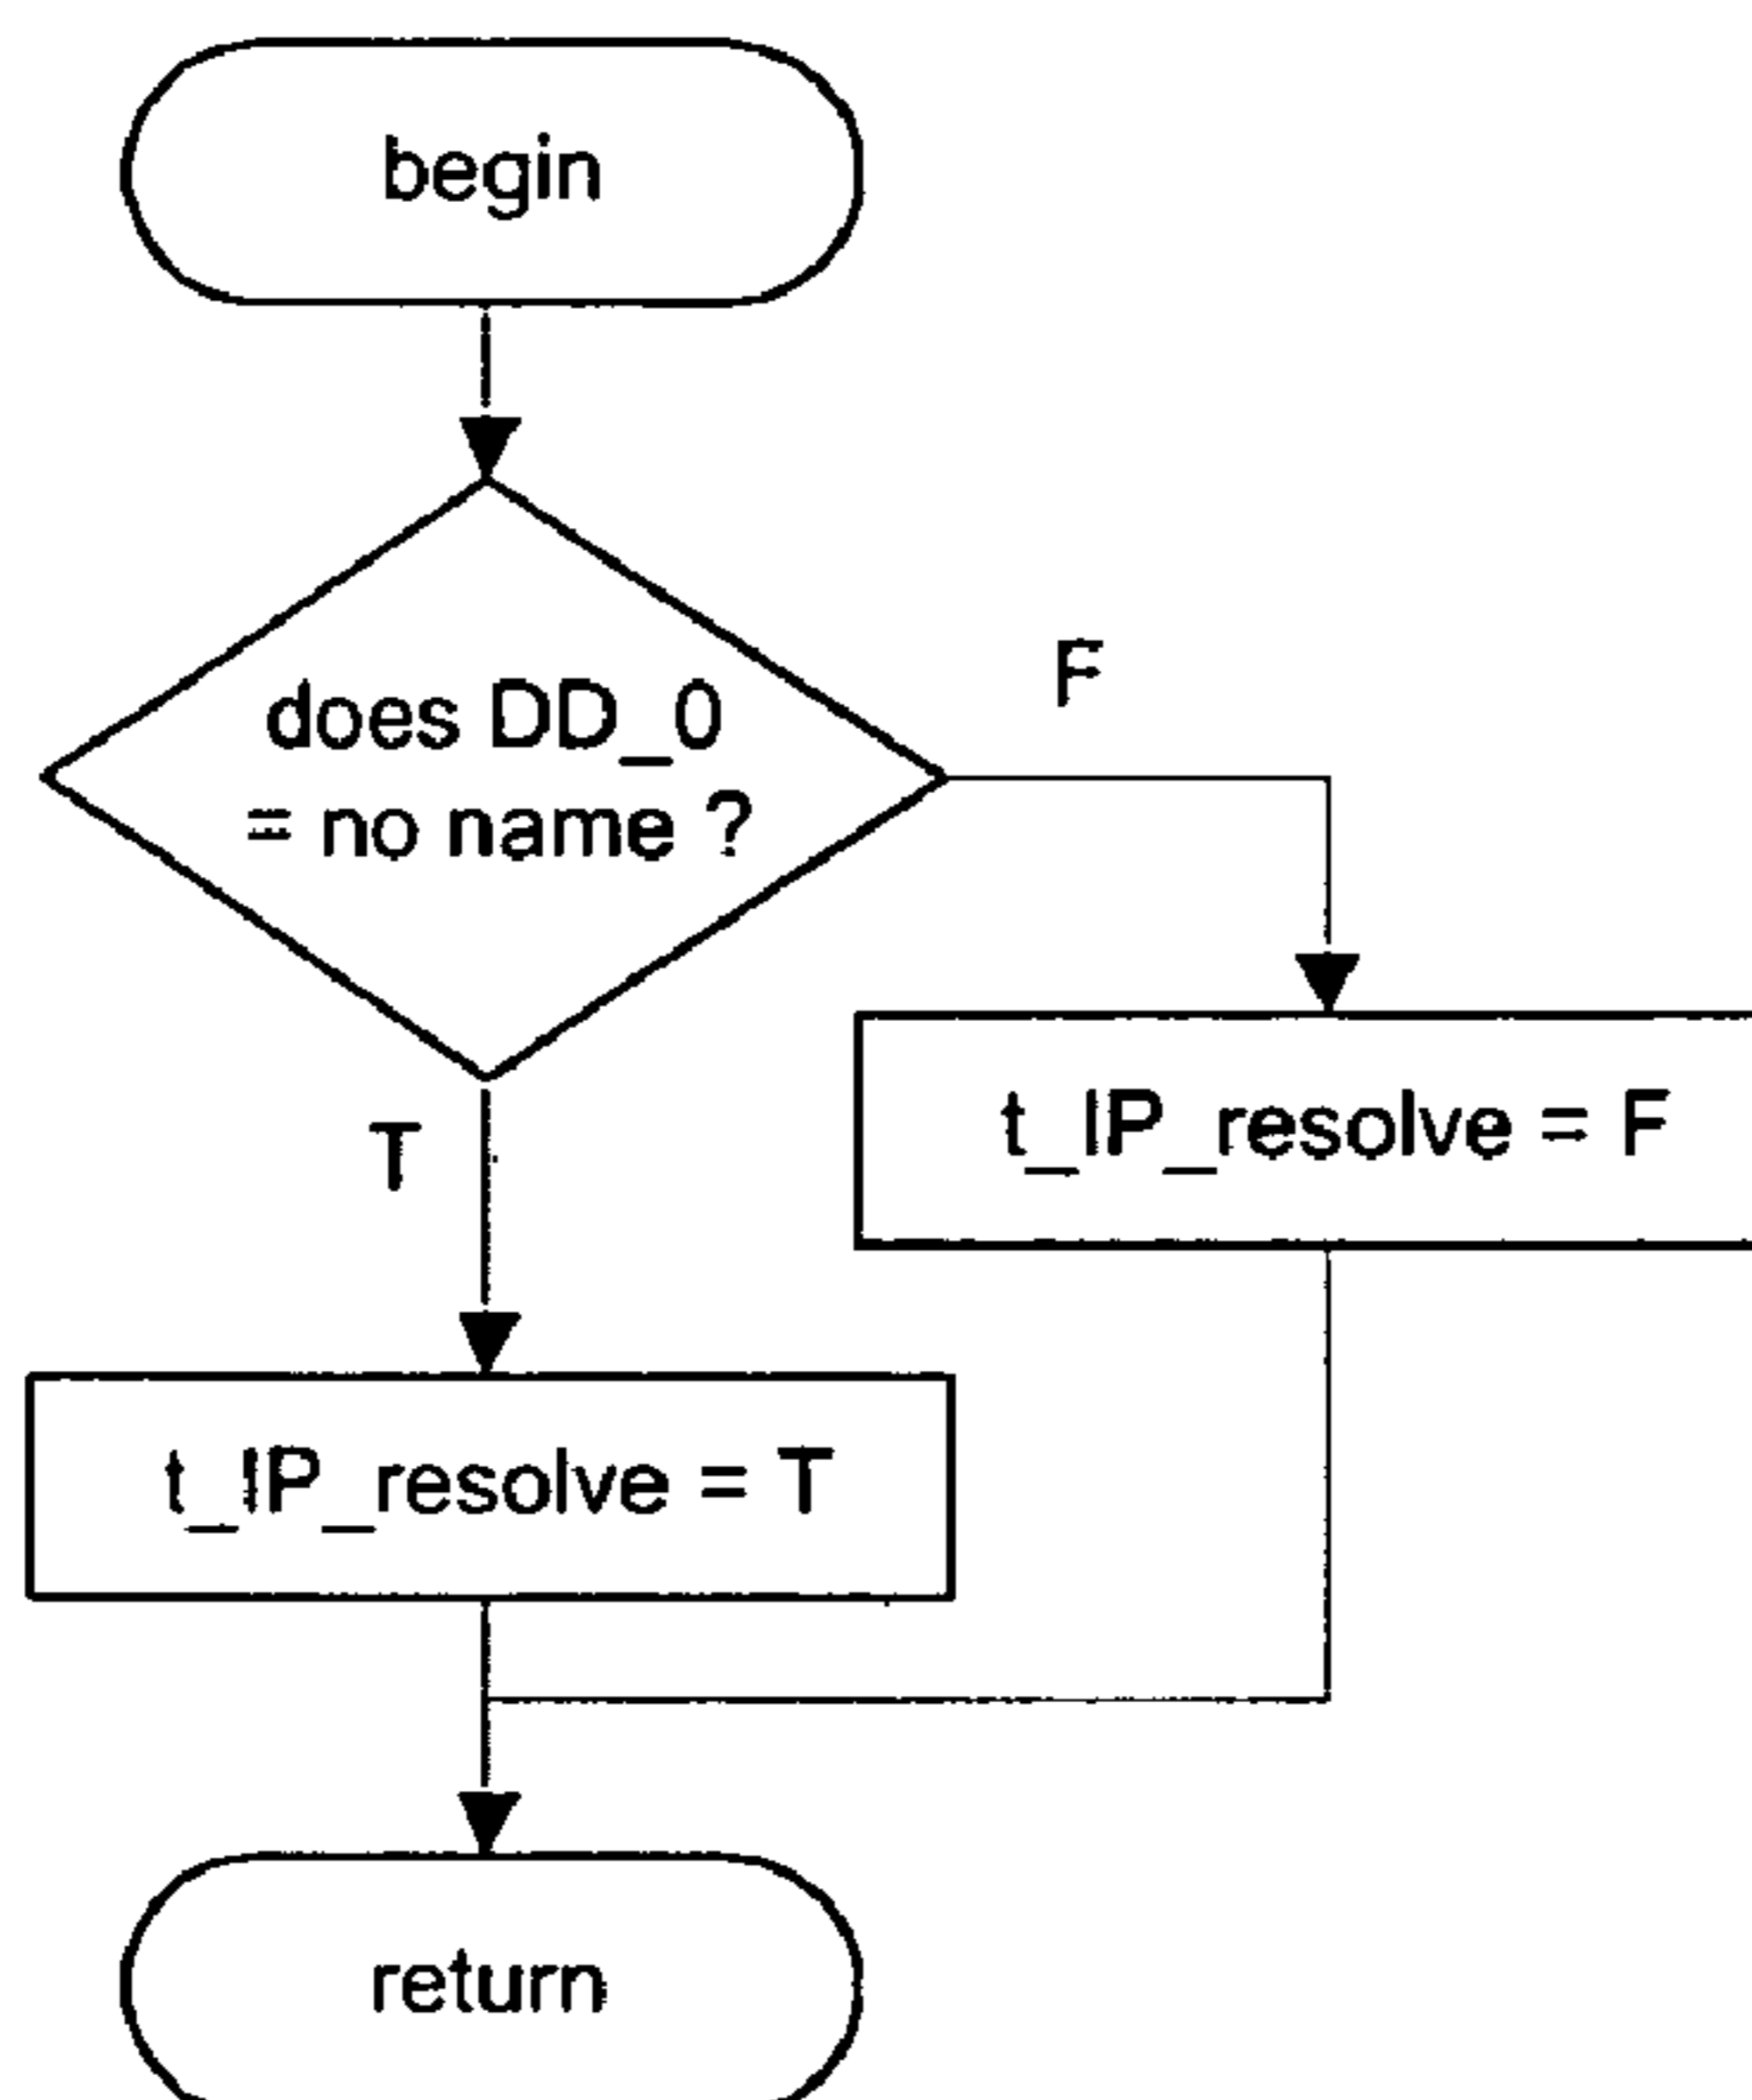 begin
does DD_0
= no name ?
F
t_IP_resolve = F
T
t_IP_resolve = T
return